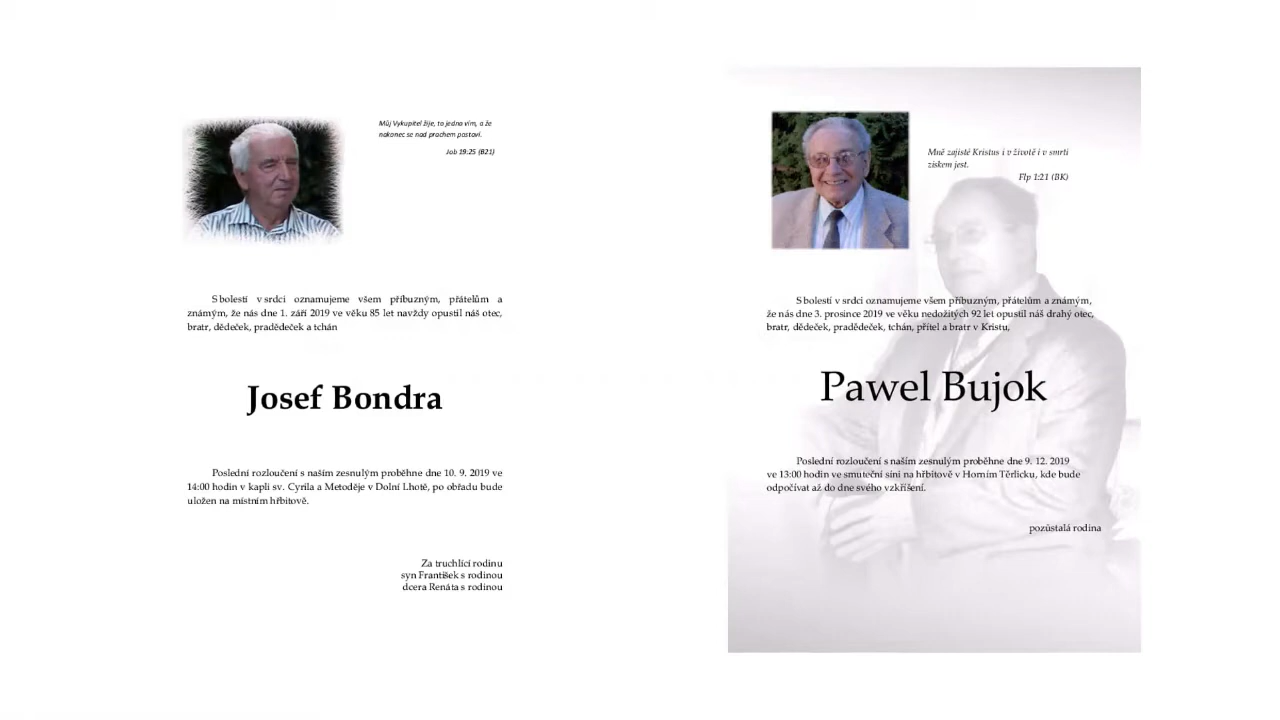 Můj Vykupitel žije, to jedno vím, a že
nakonec se nad prachem postaví.
Job 19:25 (B21)
S bolestí v srdci oznamujeme všem příbuzným, přátelům a
známým, že nás dne 1. září 2019 ve věku 85 let navždy opustil náš otec,
bratr, dědeček, pradědeček a tchán
Josef Bondra
Poslední rozloučení s naším zesnulým proběhne dne 10. 9. 2019 ve
14:00 hodin v kapli sv. Cyrila a Metoděje v Dolní Lhotě, po obřadu bude
uložen na místním hřbitově.
Za truchlící rodinu
syn František s rodinou
dcera Renáta s rodinou
Mně zajisté Kristus i v životě i v smrti
ziskem jest.
Flp 1:21 (BK)
S bolestí v srdci oznamujeme všem příbuzným, přátelům a známým,
že nás dne 3. prosince 2019 ve věku nedožitých 92 let opustil náš drahý otec,
bratr, dědeček, pradědeček, tchán, přítel a bratr v Kristu,
Pawel Bujok
Poslední rozloučení s naším zesnulým proběhne dne 9. 12. 2019
ve 13:00 hodin ve smuteční síni na hřbitově v Horním Těrlicku, kde bude
odpočívat až do dne svého vzkříšení.
pozůstalá rodina